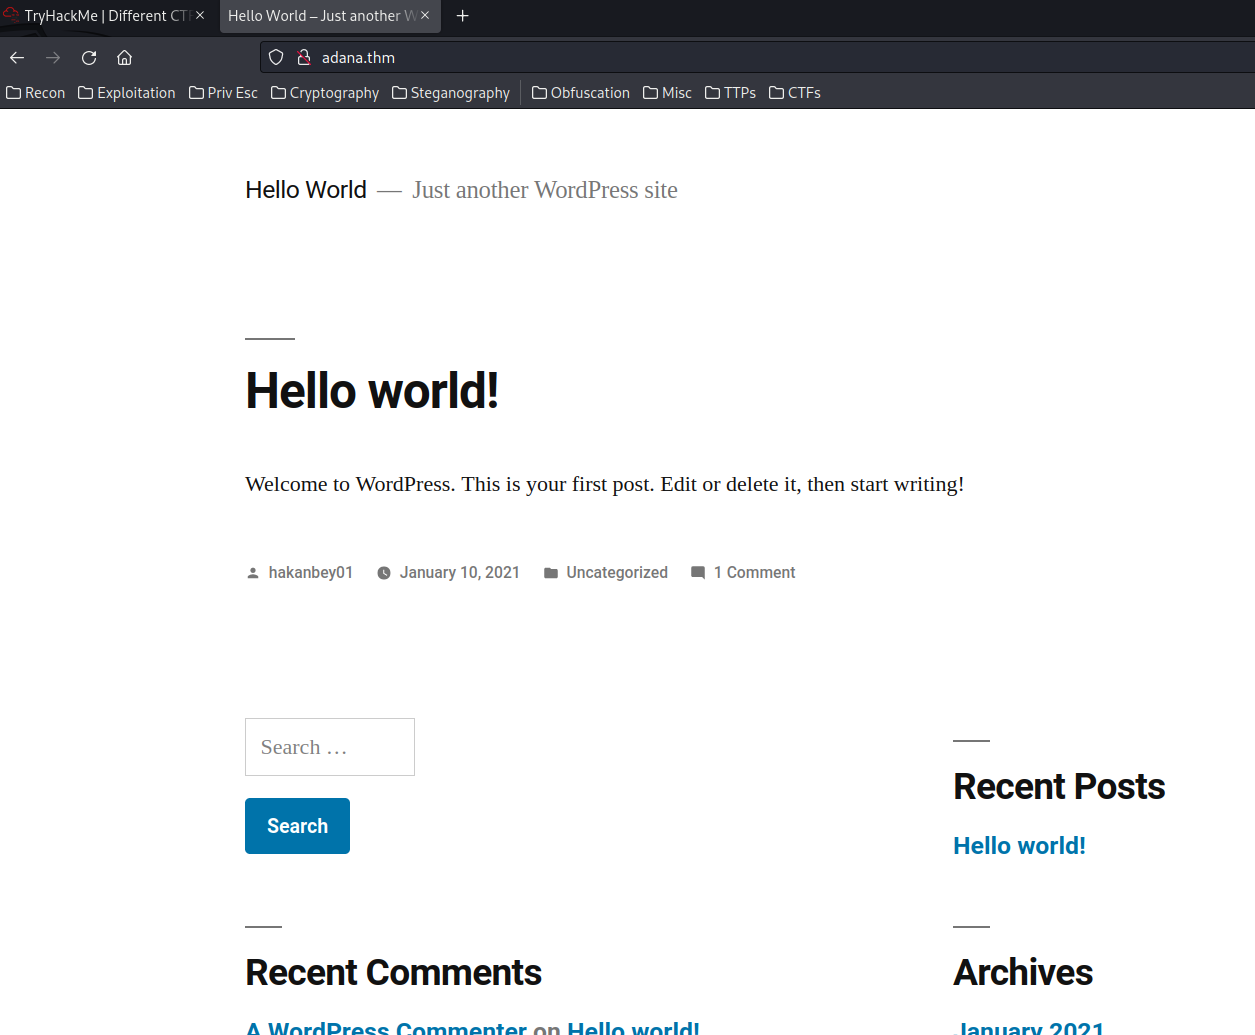 TryHackMe | Different CTF
Hello World – Just another W
adana.thm
Recon Exploitation Priv Esc Cryptography Steganography Obfuscation Misc TTPs CTFs
Hello World — Just another WordPress site
Hello world!
Welcome to WordPress. This is your first post. Edit or delete it, then start writing!
hakanbey01 January 10, 2021 Uncategorized 1 Comment
Search …
Search
Recent Posts
Hello world!
Recent Comments
A WordPress Commenter on Hello world!
Archives
January 2021